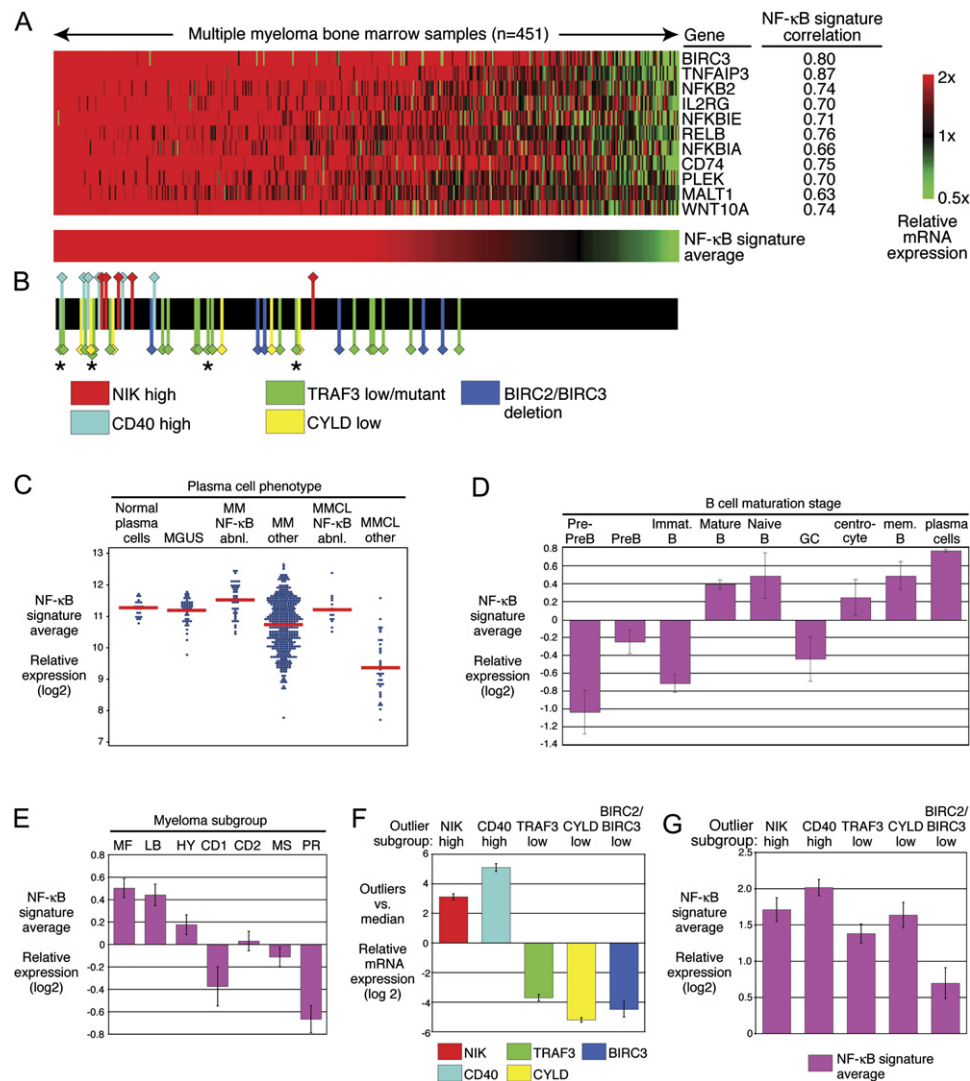 A
Multiple myeloma bone marrow samples (n=451)
Gene
NF-κB signature
correlation
BIRC3 0.80
TNFAIP3 0.87
NFKB2 0.74
IL2RG 0.70
NFKBIE 0.71
RELB 0.76
NFKBIA 0.66
CD74 0.75
PLEK 0.70
MALT1 0.63
WNT10A 0.74
2x
1x
0.5x
Relative
mRNA
expression
NF-κB signature
average
B
* * * *
NIK high
CD40 high
TRAF3 low/mutant
CYLD low
BIRC2/BIRC3
deletion
C
Plasma cell phenotype
Normal
plasma
cells
MGUS
MM
NF-κB
abnl.
MM
other
MMCL
NF-κB
abnl.
MMCL
other
NF-κB
signature
average
Relative
expression
(log2)
13
12
11
10
9
8
7
D
B cell maturation stage
Pre-
PreB
PreB
Immat.
B
Mature
B
Naive
B
GC
centro-
cyte
mem.
B
plasma
cells
NF-κB
signature
average
Relative
expression
(log2)
0.8
0.6
0.4
0.2
0
-0.2
-0.4
-0.6
-0.8
-1.0
-1.2
-1.4
E
Myeloma subgroup
MF LB HY CD1 CD2 MS PR
NF-κB
signature
average
Relative
expression
(log2)
0.8
0.6
0.4
0.2
0
-0.2
-0.4
-0.6
-0.8
F
Outlier
subgroup:
NIK
high
CD40
high
TRAF3
low
CYLD
low
BIRC2/
BIRC3
low
Outliers
vs.
median
Relative
mRNA
expression
(log 2)
6
4
2
0
-2
-4
-6
NIK
CD40
TRAF3
CYLD
BIRC3
G
Outlier
subgroup:
NIK
high
CD40
high
TRAF3
low
CYLD
low
BIRC2/
BIRC3
low
NF-κB
signature
average
Relative
expression
(log2)
2.5
2.0
1.5
1.0
0.5
0
NF-κB signature
average